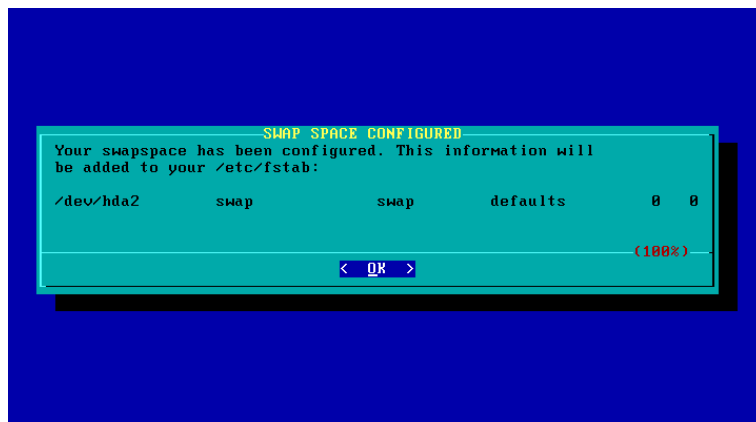 SWAP SPACE CONFIGURED
Your swapspace has been configured. This information will
be added to your /etc/fstab:
/dev/hda2 swap swap defaults 0 0
(100%)
< OK >